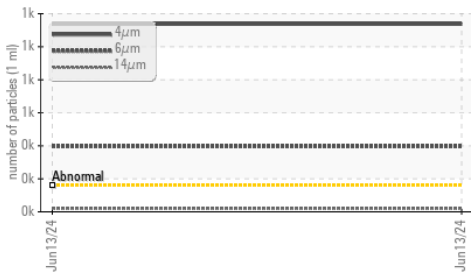 number of particles (1 ml)
1k
1k
1k
1k
0k
0k
0k
4µm
6µm
14µm
Abnormal
Jun13/24
Jun13/24